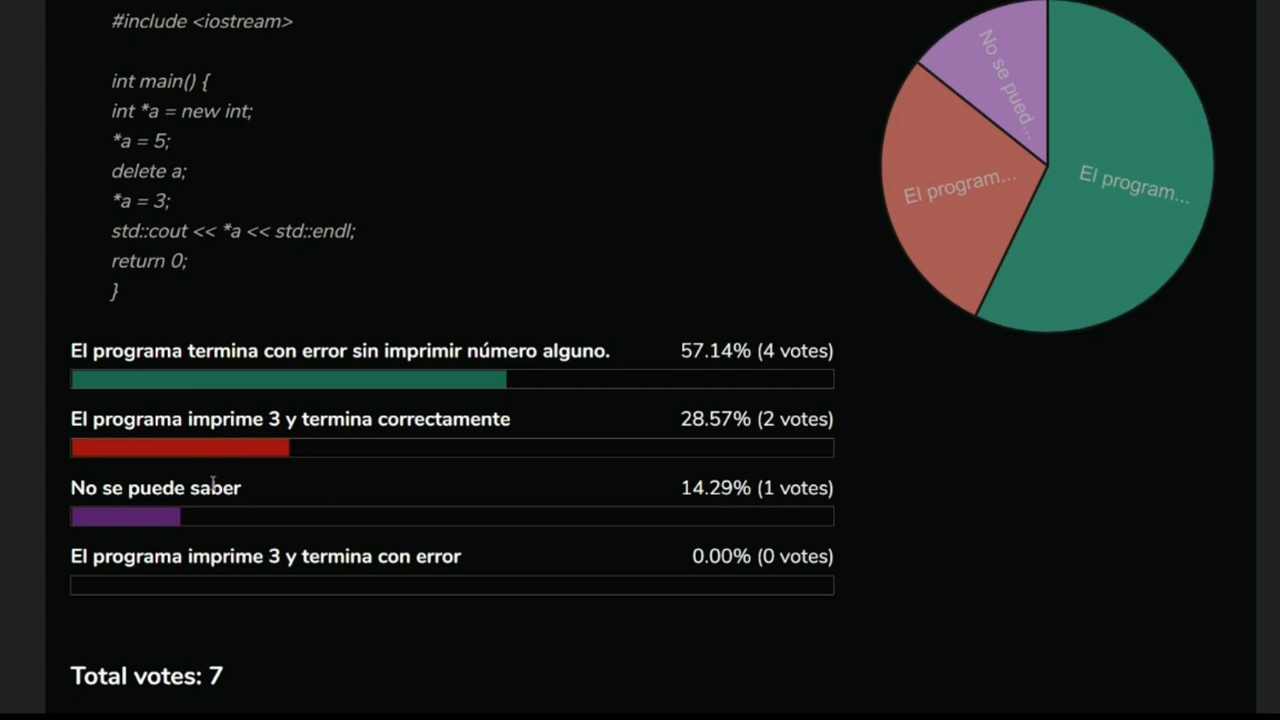 #include <iostream>
int main() {
int *a = new int;
*a = 5;
delete a;
*a = 3;
std::cout << *a << std::endl;
return 0;
}
No se pued...
El program...
El program...
El programa termina con error sin imprimir número alguno. 57.14% (4 votes)
El programa imprime 3 y termina correctamente 28.57% (2 votes)
No se puede saber 14.29% (1 votes)
El programa imprime 3 y termina con error 0.00% (0 votes)
Total votes: 7